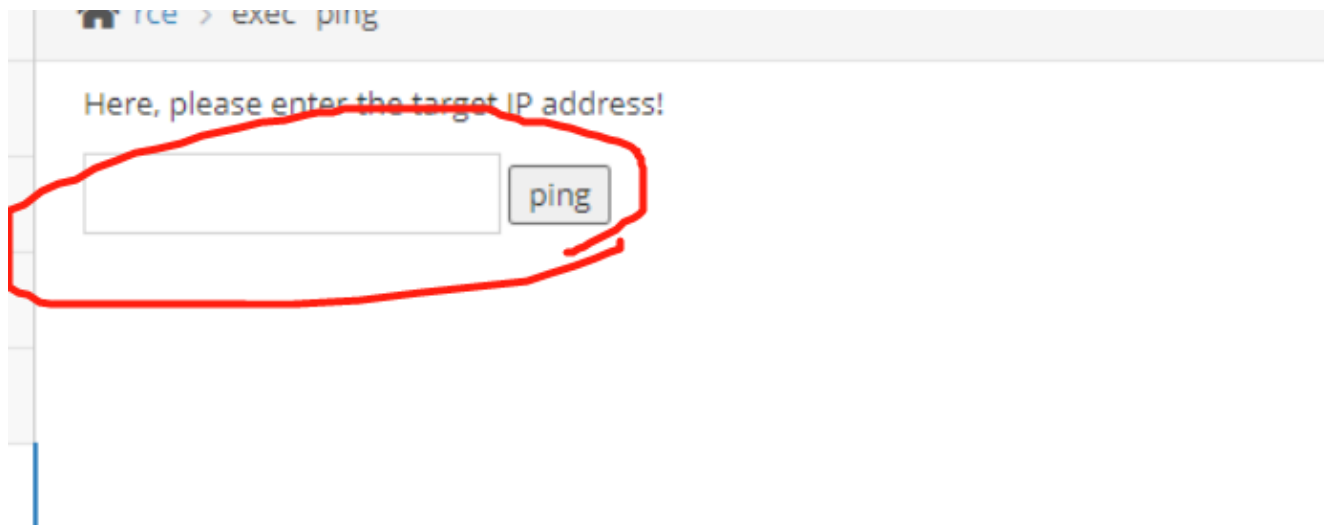 rce > exec "ping"
Here, please enter the target IP address!
ping